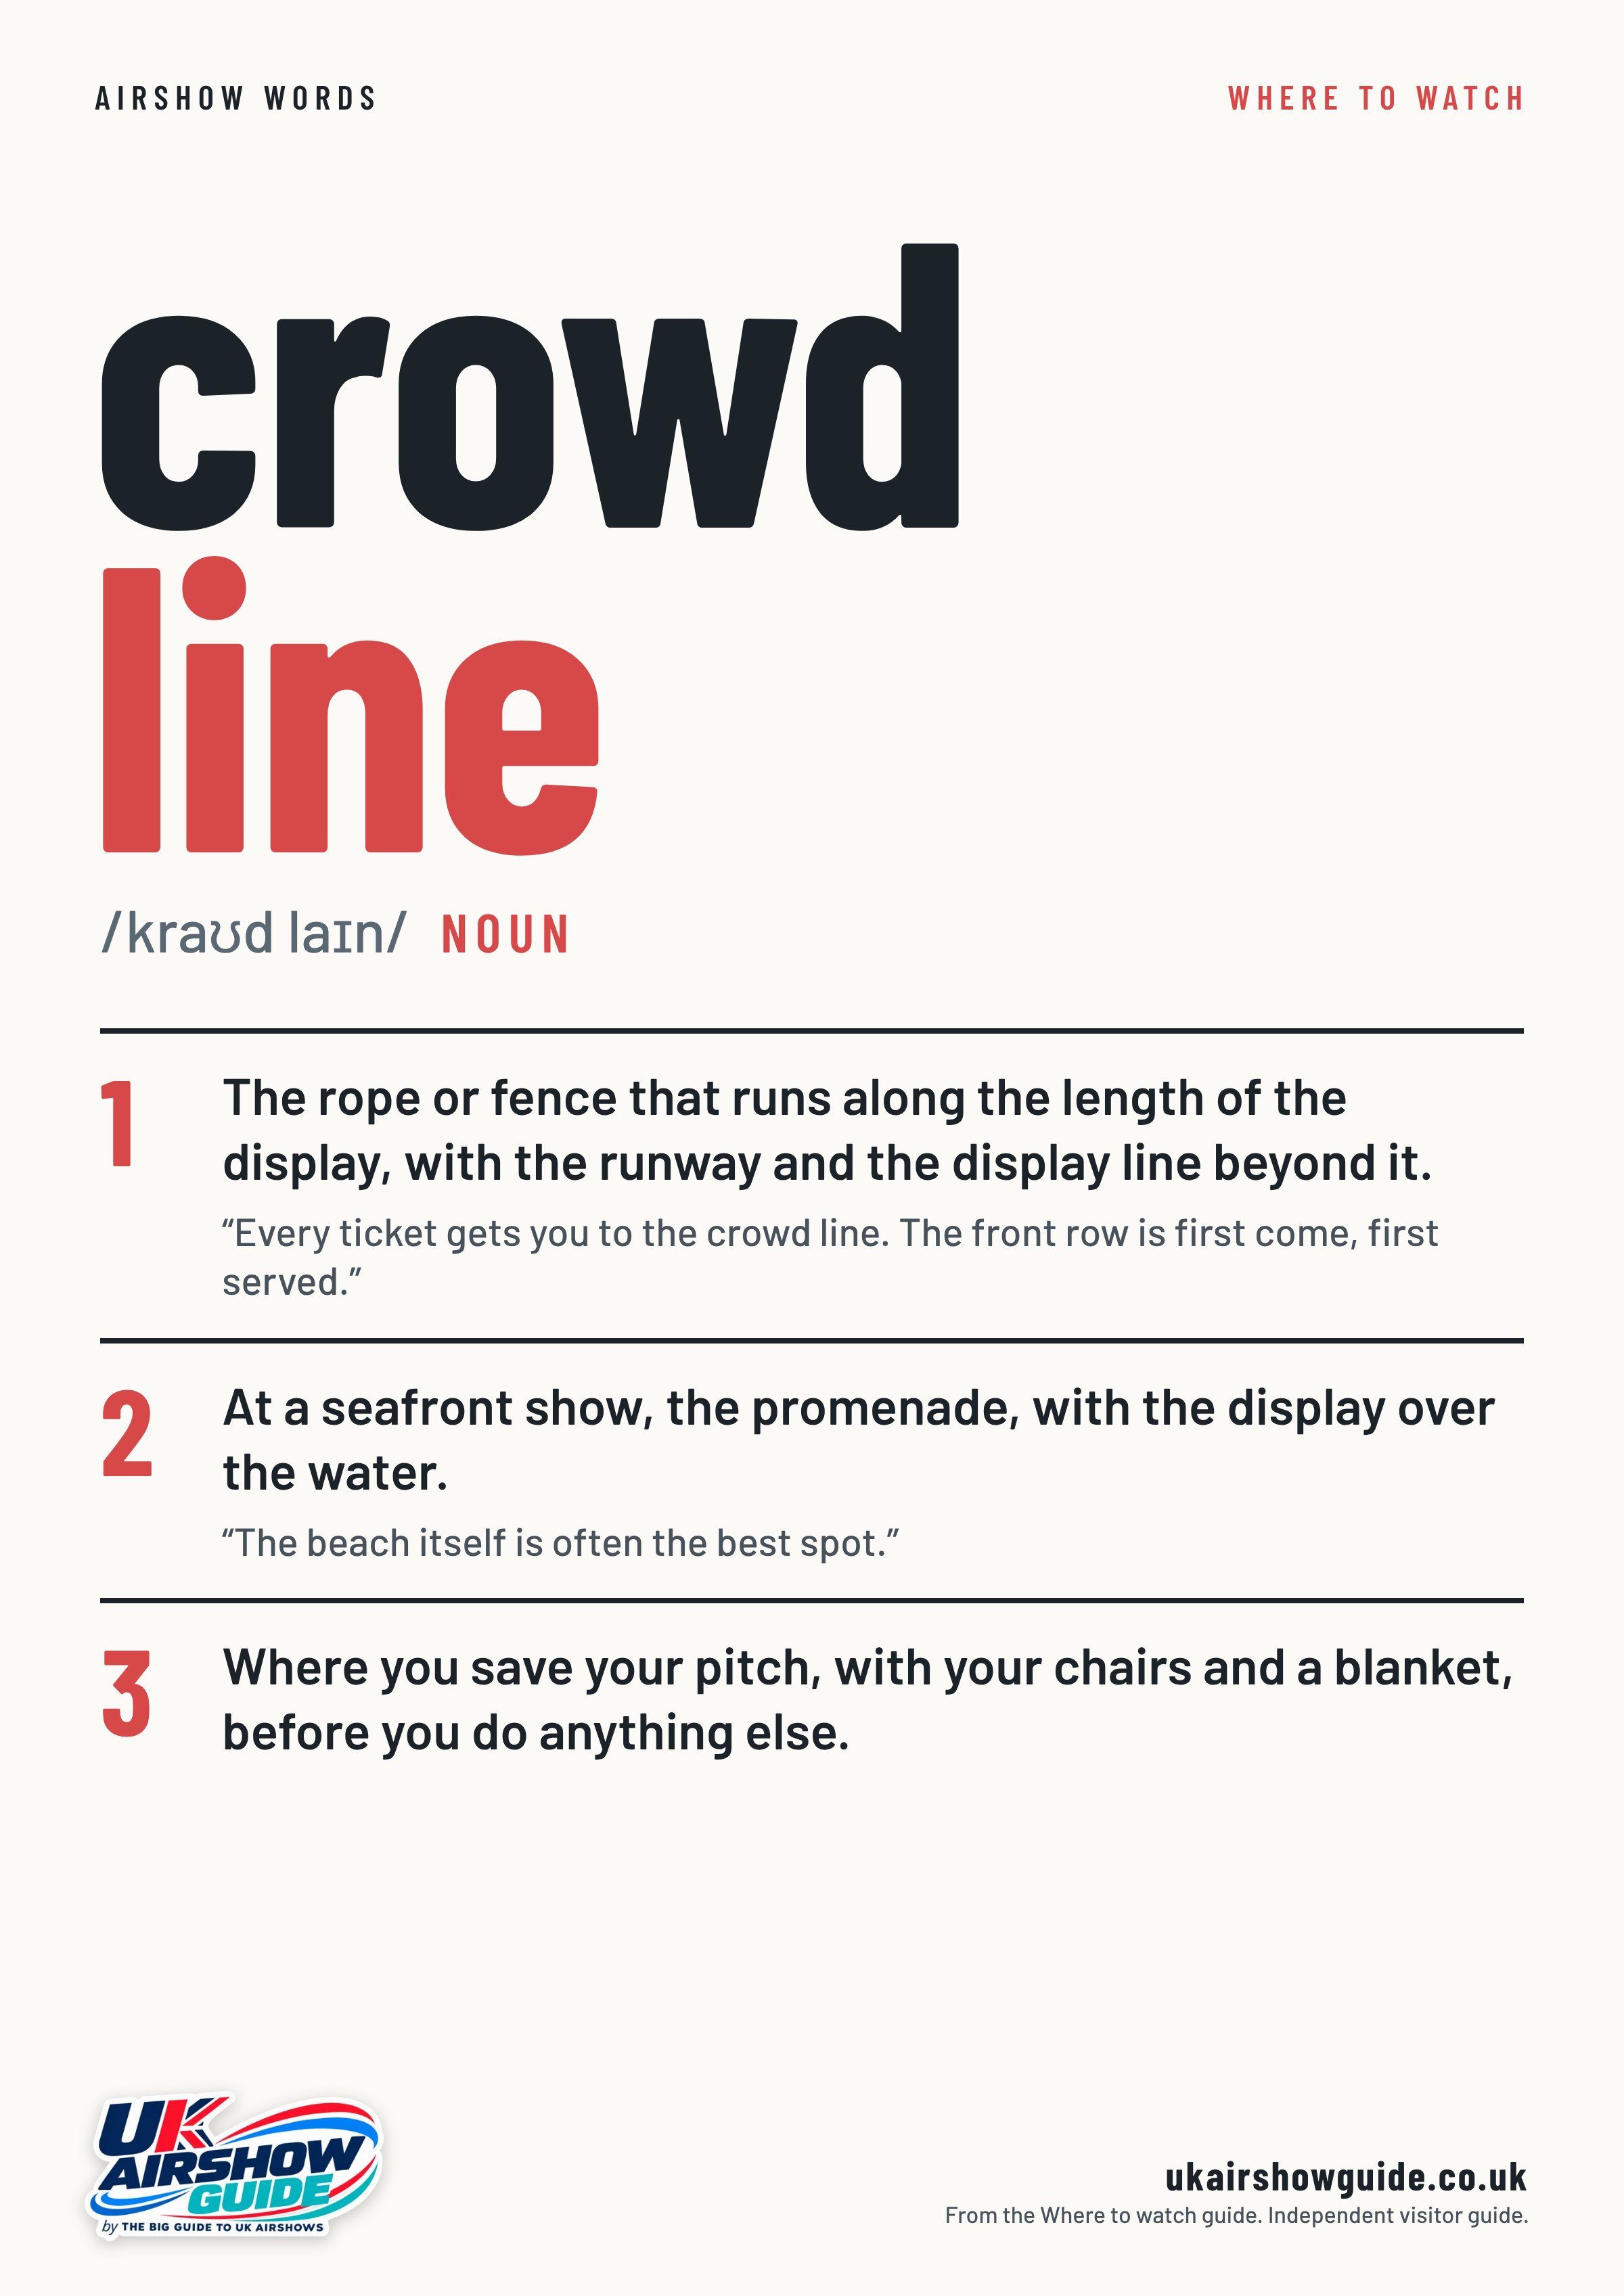 AIRSHOW WORDS
WHERE TO WATCH
crowd
line
/kraʊd laɪn/ NOUN
1
The rope or fence that runs along the length of the
display, with the runway and the display line beyond it.
“Every ticket gets you to the crowd line. The front row is first come, first
served.”
2
At a seafront show, the promenade, with the display over
the water.
“The beach itself is often the best spot.”
3
Where you save your pitch, with your chairs and a blanket,
before you do anything else.
UK
AIRSHOW
GUIDE
by THE BIG GUIDE TO UK AIRSHOWS
ukairshowguide.co.uk
From the Where to watch guide. Independent visitor guide.